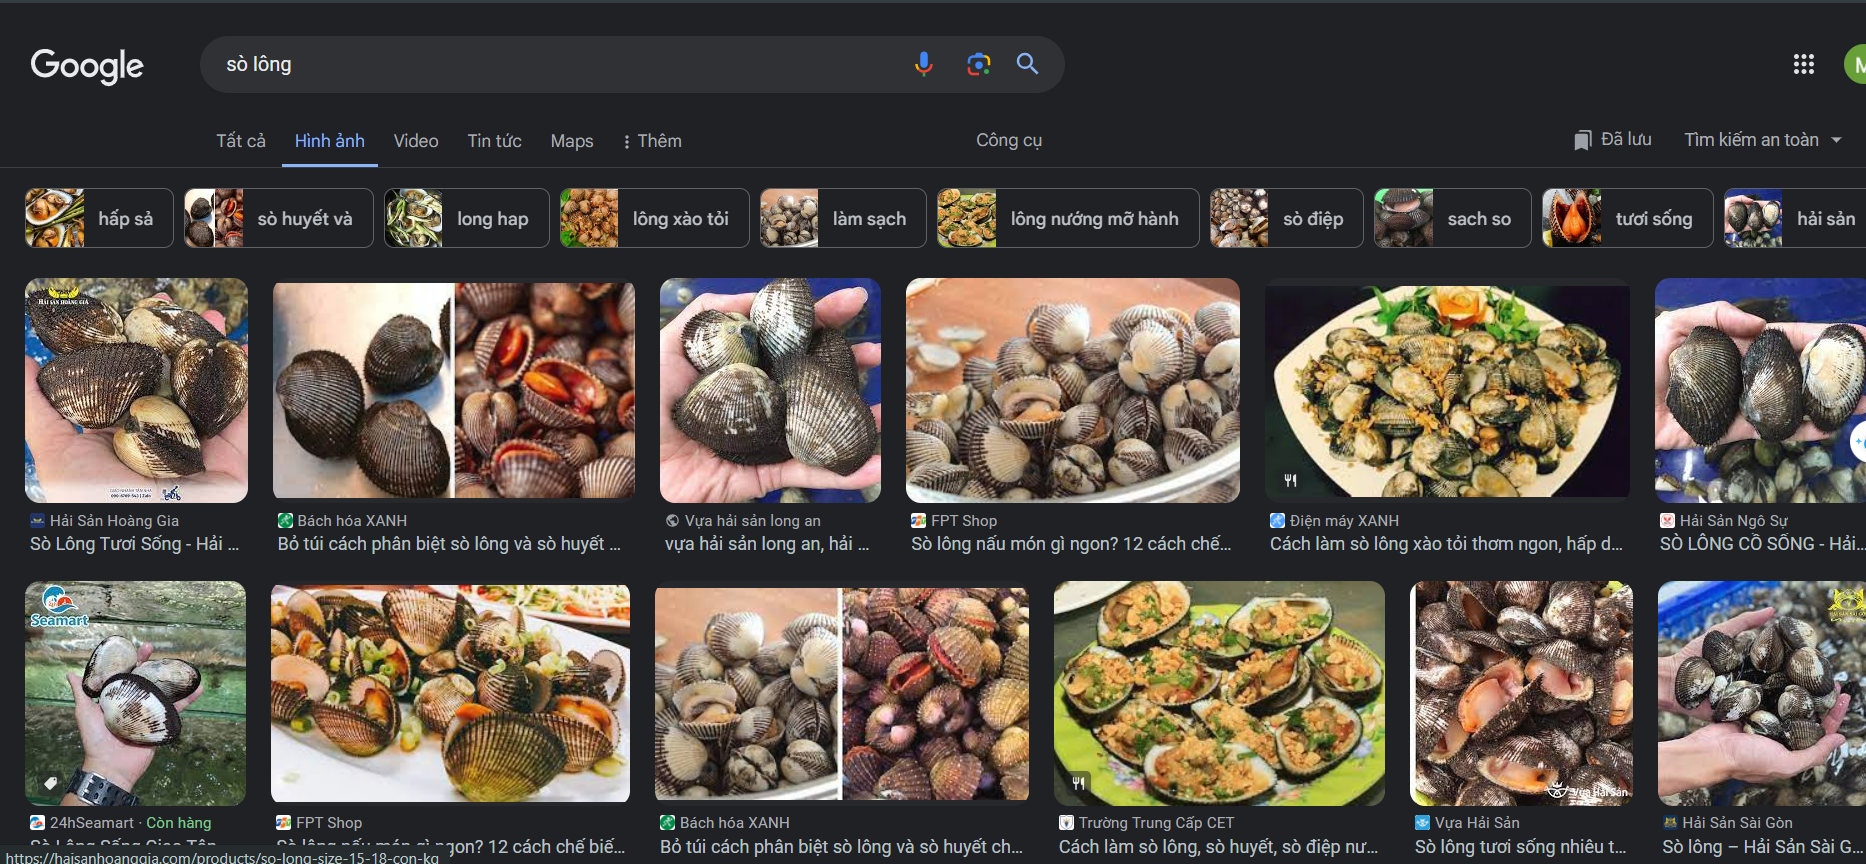 Google
sò lông
M
Tất cả
Hình ảnh
Video
Tin tức
Maps
Thêm
Công cụ
Đã lưu
Tìm kiếm an toàn
hấp sả
sò huyết và
long hap
lông xào tỏi
làm sạch
lông nướng mỡ hành
sò điệp
sach so
tươi sống
hải sản
HẢI SẢN HOÀNG GIA
Hải Sản Hoàng Gia
Sò Lông Tươi Sống - Hải ...
Bách hóa XANH
Bỏ túi cách phân biệt sò lông và sò huyết ...
Vựa hải sản long an
vựa hải sản long an, hải ...
FPT Shop
Sò lông nấu món gì ngon? 12 cách chế...
Điện máy XANH
Cách làm sò lông xào tỏi thơm ngon, hấp d...
Hải Sản Ngô Sự
SÒ LÔNG CỒ SỐNG - Hải...
Seamart
24hSeamart · Còn hàng
FPT Shop
Sò lông nấu món gì ngon? 12 cách chế biế...
Bách hóa XANH
Bỏ túi cách phân biệt sò lông và sò huyết ch...
Trường Trung Cấp CET
Cách làm sò lông, sò huyết, sò điệp nư...
Vựa Hải Sản
Vựa Hải Sản
Sò lông tươi sống nhiêu t...
Hải Sản Sài Gòn
Sò lông – Hải Sản Sài G...
https://haisanhoanggia.com/products/so-long-size-15-18-con-kg